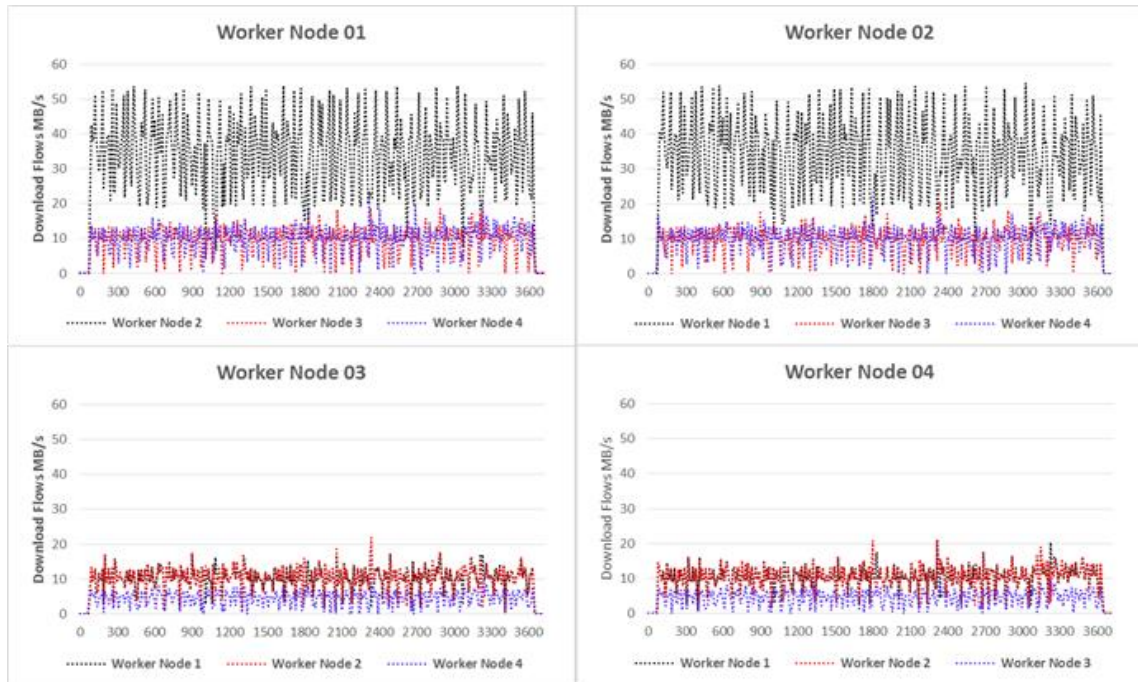 Worker Node 01
Download Flows MB/s
60
50
40
30
20
10
0
0 300 600 900 1200 1500 1800 2100 2400 2700 3000 3300 3600
Worker Node 2 Worker Node 3 Worker Node 4
Worker Node 02
Download Flows MB/s
60
50
40
30
20
10
0
0 300 600 900 1200 1500 1800 2100 2400 2700 3000 3300 3600
Worker Node 1 Worker Node 3 Worker Node 4
Worker Node 03
Download Flows MB/s
60
50
40
30
20
10
0
0 300 600 900 1200 1500 1800 2100 2400 2700 3000 3300 3600
Worker Node 1 Worker Node 2 Worker Node 4
Worker Node 04
Download Flows MB/s
60
50
40
30
20
10
0
0 300 600 900 1200 1500 1800 2100 2400 2700 3000 3300 3600
Worker Node 1 Worker Node 2 Worker Node 3